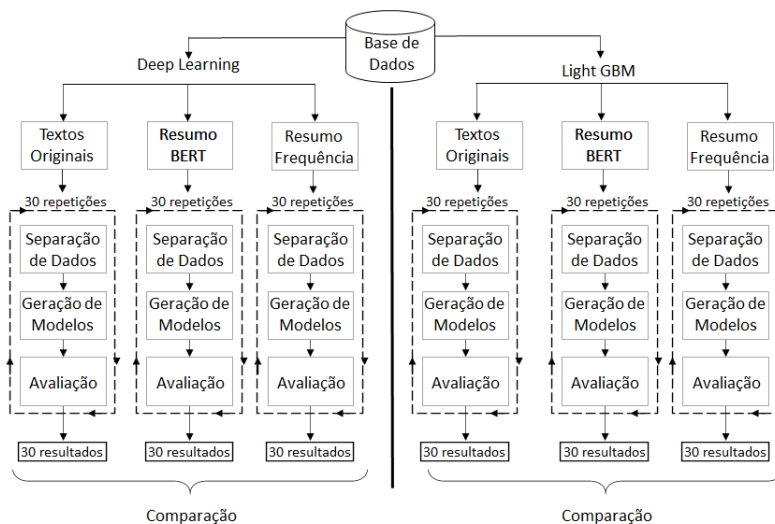 Base de
Dados
Deep Learning
Light GBM
Textos
Originais
Resumo
BERT
Resumo
Frequência
Textos
Originais
Resumo
BERT
Resumo
Frequência
30 repetições
30 repetições
30 repetições
30 repetições
30 repetições
30 repetições
Separação
de Dados
Separação
de Dados
Separação
de Dados
Separação
de Dados
Separação
de Dados
Separação
de Dados
Geração de
Modelos
Geração de
Modelos
Geração de
Modelos
Geração de
Modelos
Geração de
Modelos
Geração de
Modelos
Avaliação
Avaliação
Avaliação
Avaliação
Avaliação
Avaliação
30 resultados
30 resultados
30 resultados
30 resultados
30 resultados
30 resultados
Comparação
Comparação